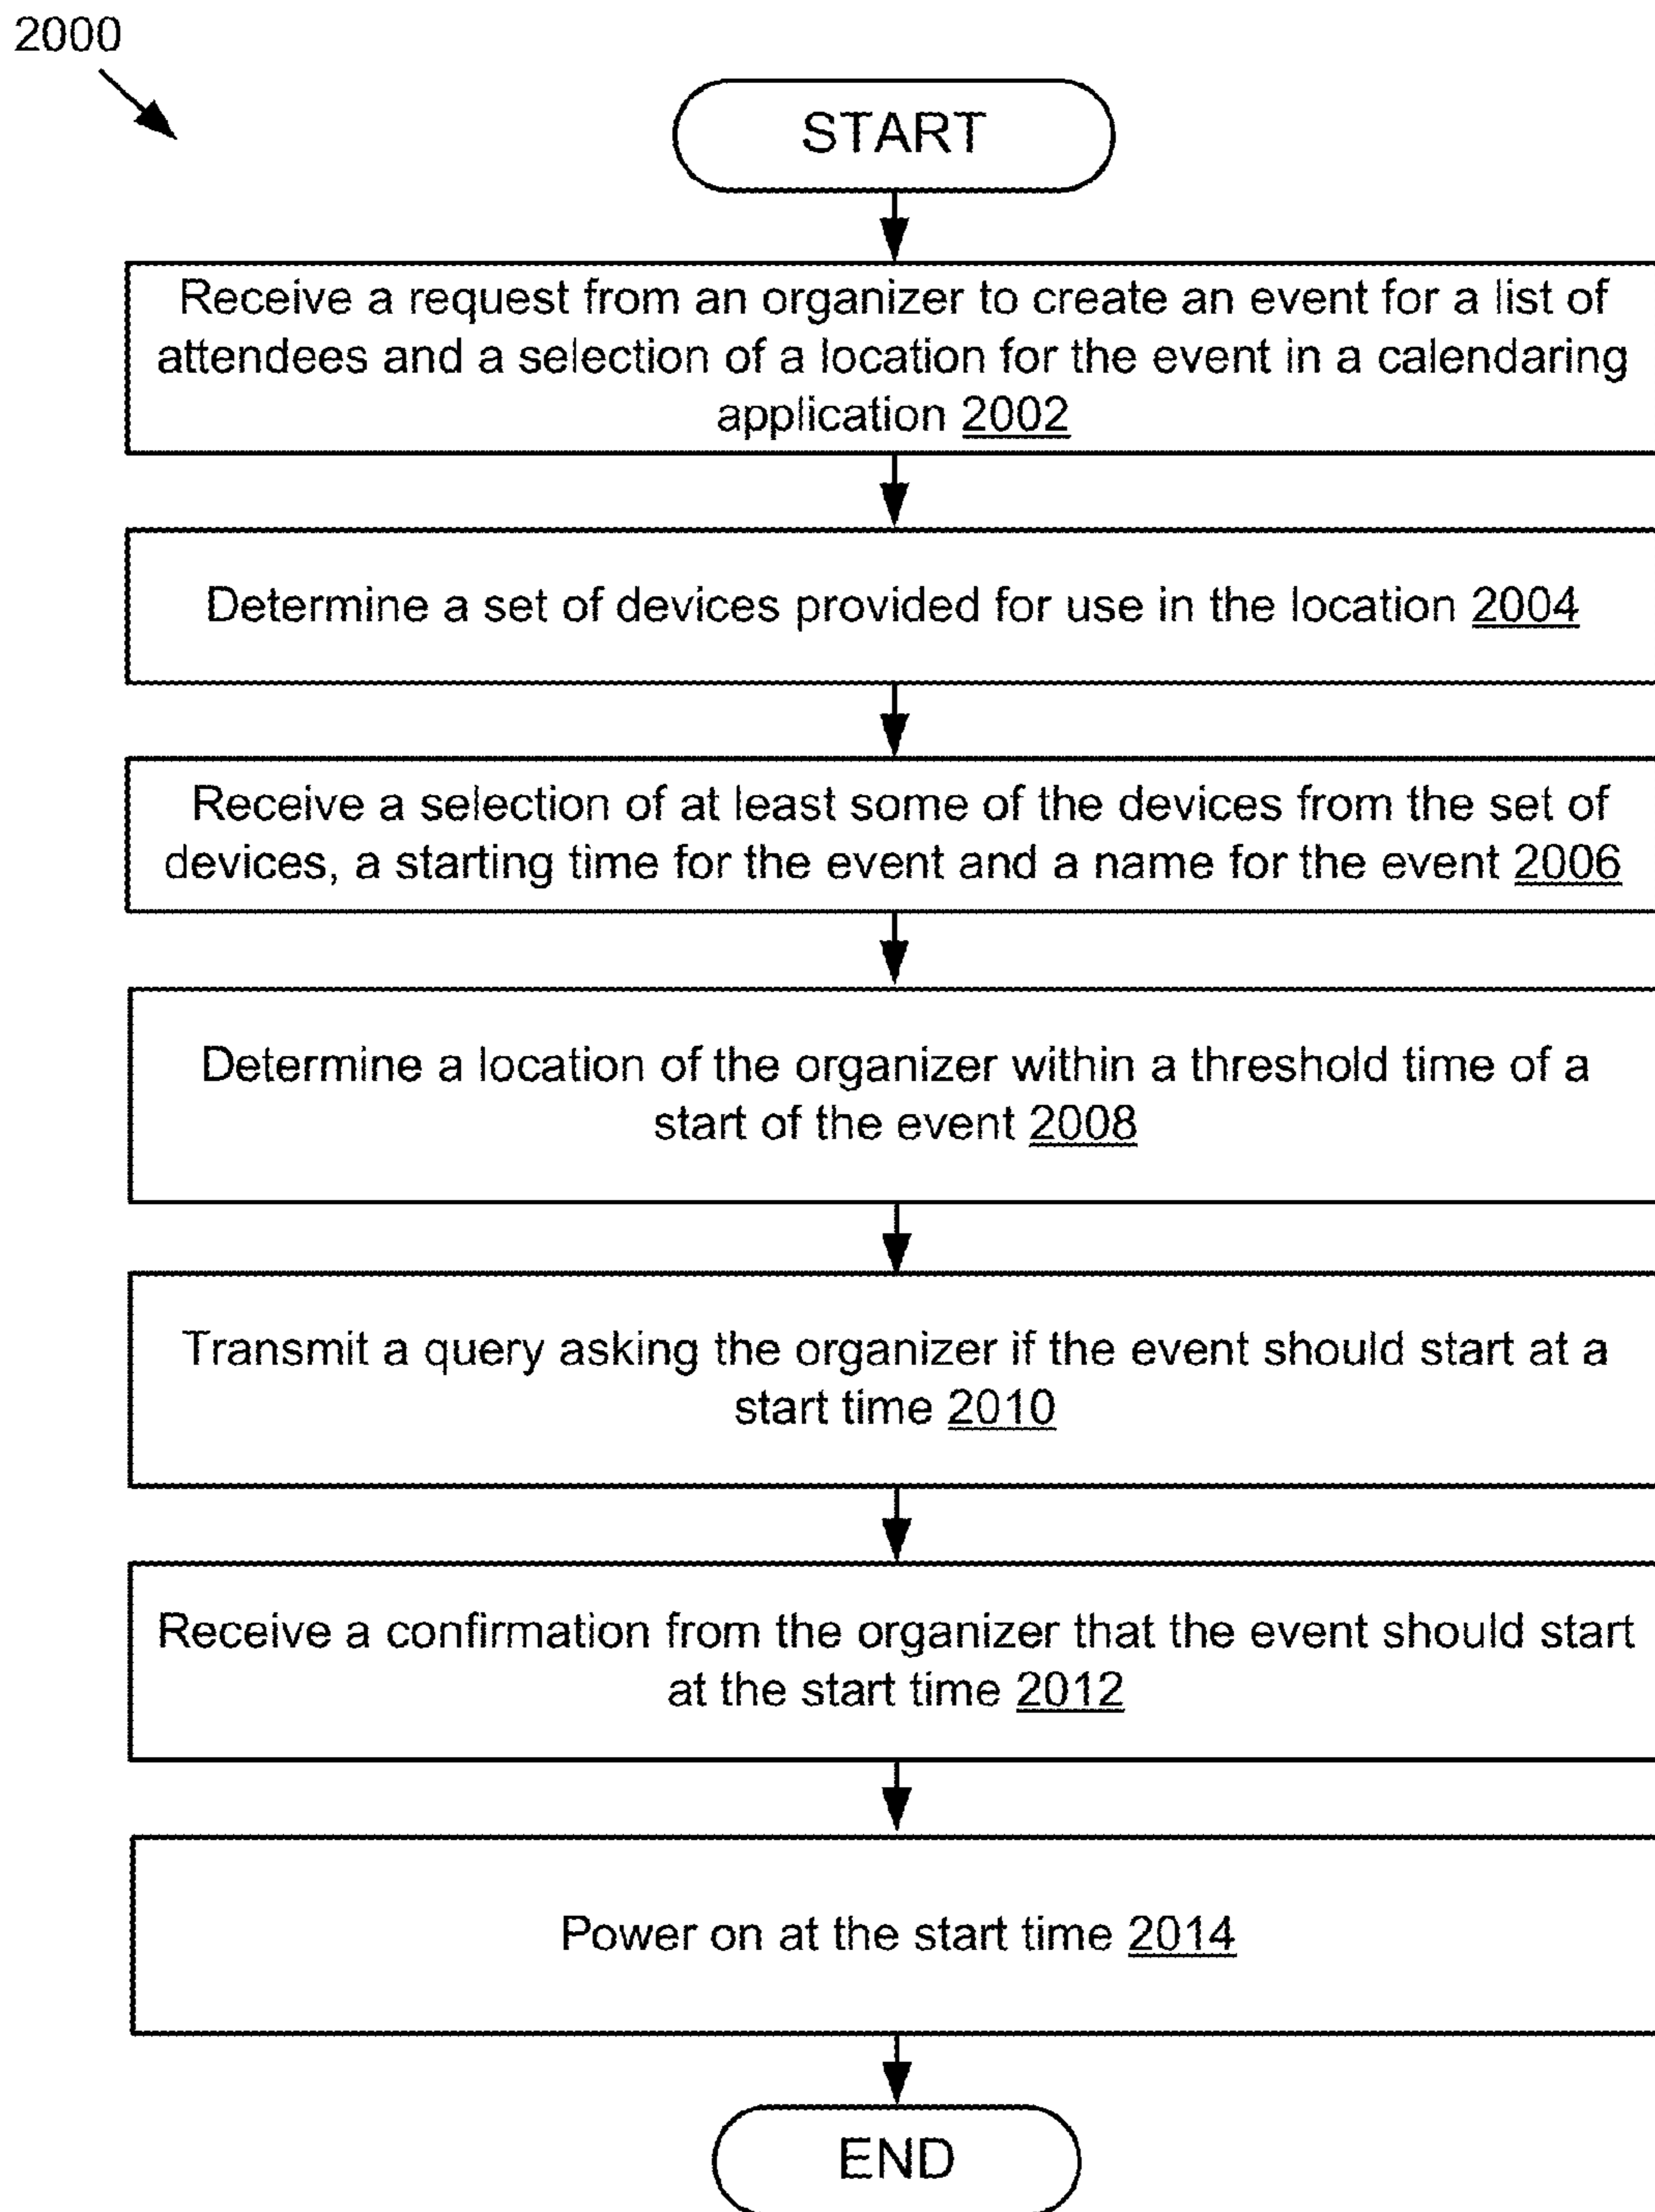 2000
START
Receive a request from an organizer to create an event for a list of
attendees and a selection of a location for the event in a calendaring
application 2002
Determine a set of devices provided for use in the location 2004
Receive a selection of at least some of the devices from the set of
devices, a starting time for the event and a name for the event 2006
Determine a location of the organizer within a threshold time of a
start of the event 2008
Transmit a query asking the organizer if the event should start at a
start time 2010
Receive a confirmation from the organizer that the event should start
at the start time 2012
Power on at the start time 2014
END